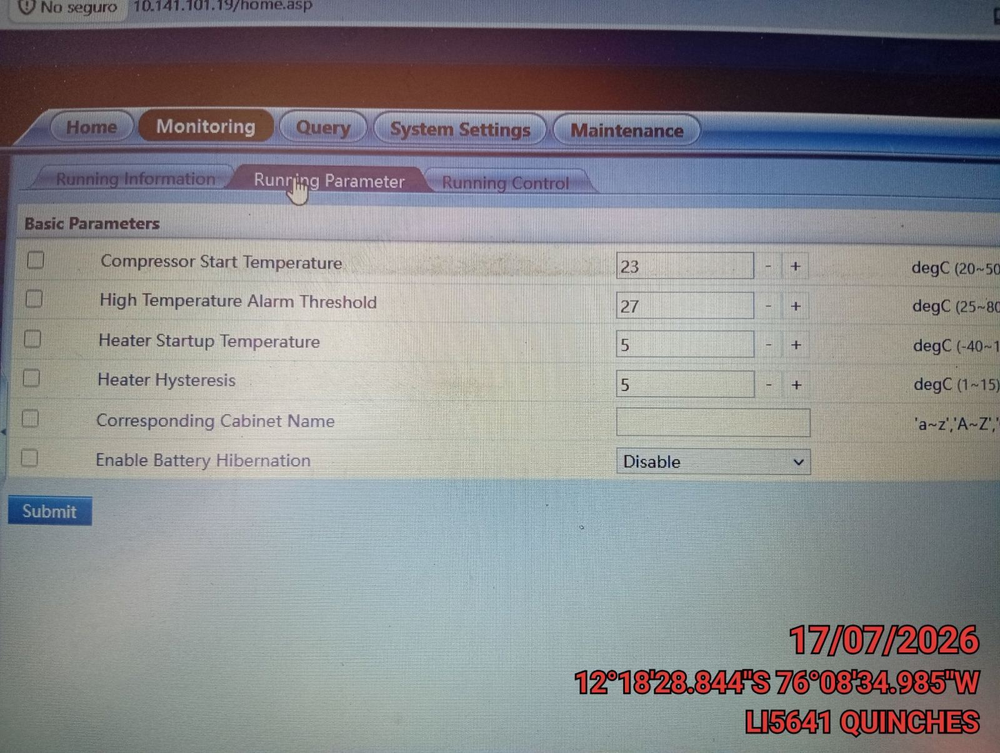 No seguro 10.141.101.19/home.asp
Home Monitoring Query System Settings Maintenance
Running Information Running Parameter Running Control
Basic Parameters
Compressor Start Temperature 23 - + degC (20~50
High Temperature Alarm Threshold 27 - + degC (25~80
Heater Startup Temperature 5 - + degC (-40~1
Heater Hysteresis 5 - + degC (1~15)
Corresponding Cabinet Name 'a~z','A~Z','
Enable Battery Hibernation Disable
Submit
17/07/2026
12°18'28.844"S 76°08'34.985"W
LI5641 QUINCHES